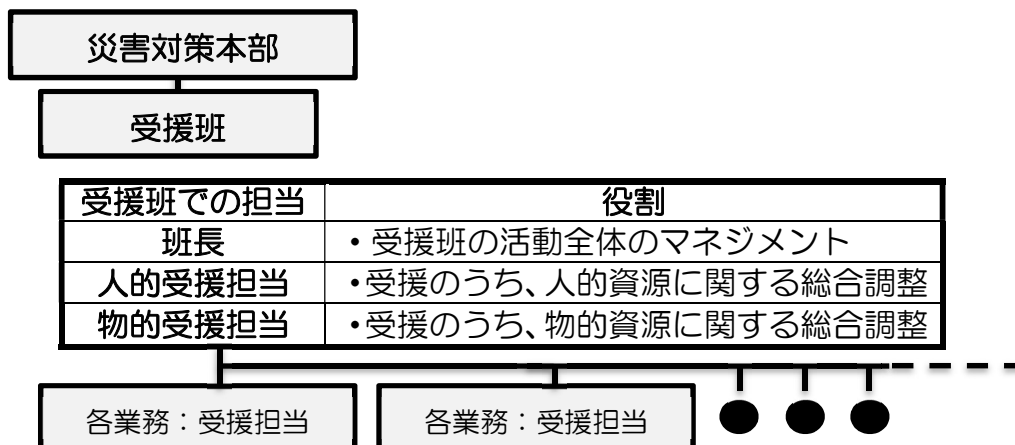 災害対策本部
受援班
受援班での担当 役割
班長 ・受援班の活動全体のマネジメント
人的受援担当 ・受援のうち、人的資源に関する総合調整
物的受援担当 ・受援のうち、物的資源に関する総合調整
各業務：受援担当 各業務：受援担当